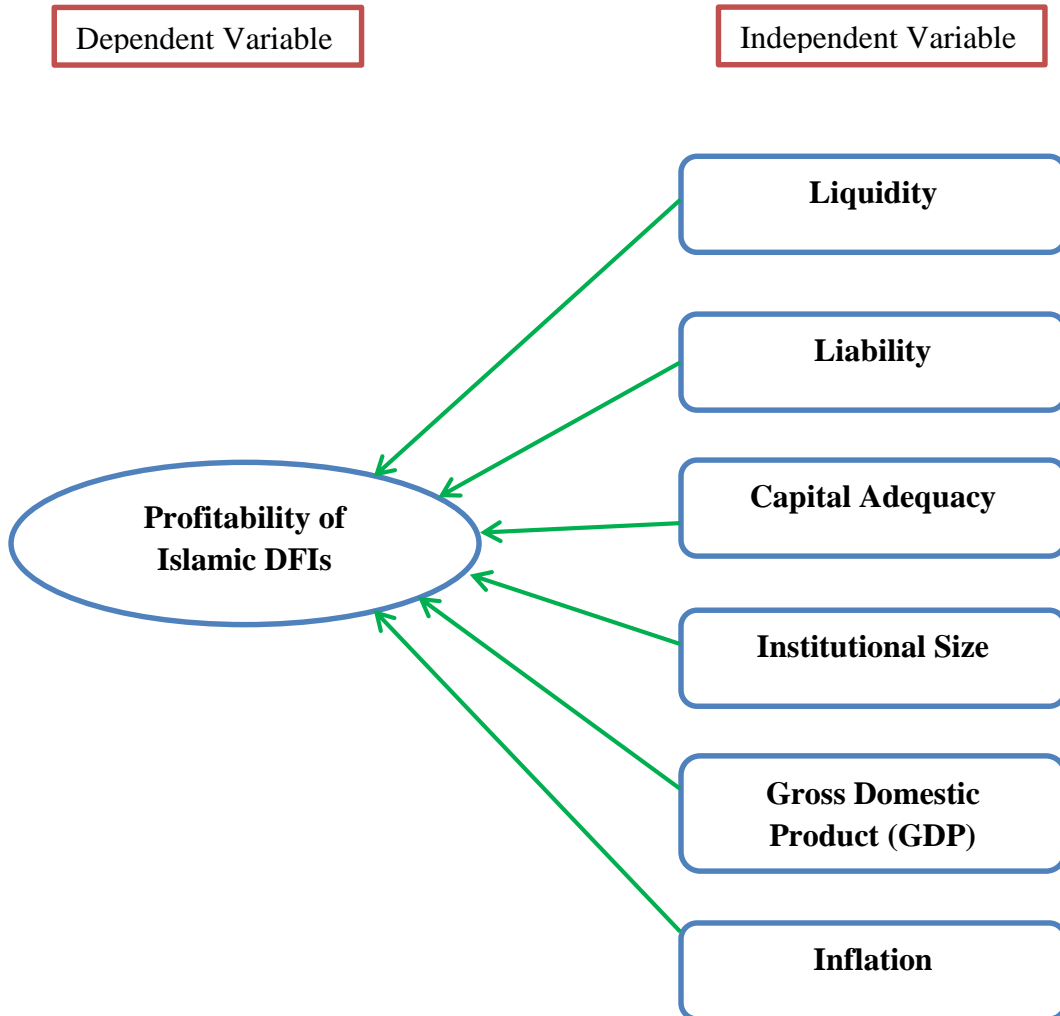 Dependent Variable
Independent Variable
Liquidity
Liability
Capital Adequacy
Profitability of
Islamic DFIs
Institutional Size
Gross Domestic
Product (GDP)
Inflation